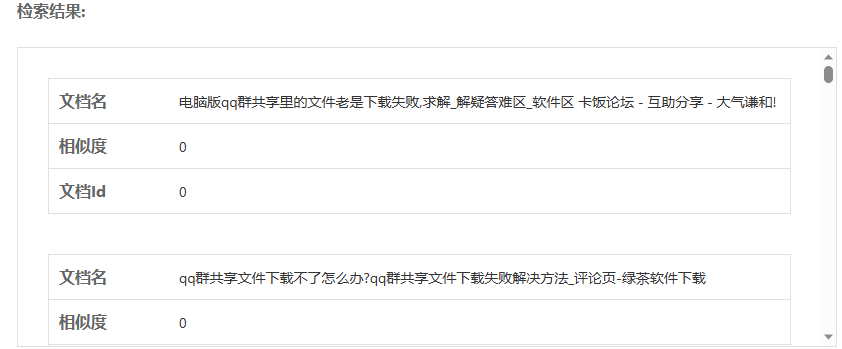 检索结果:
文档名 电脑版qq群共享里的文件老是下载失败,求解_解疑答难区_软件区 卡饭论坛 - 互助分享 - 大气谦和!
相似度 0
文档Id 0
文档名 qq群共享文件下载不了怎么办?qq群共享文件下载失败解决方法_评论页-绿茶软件下载
相似度 0